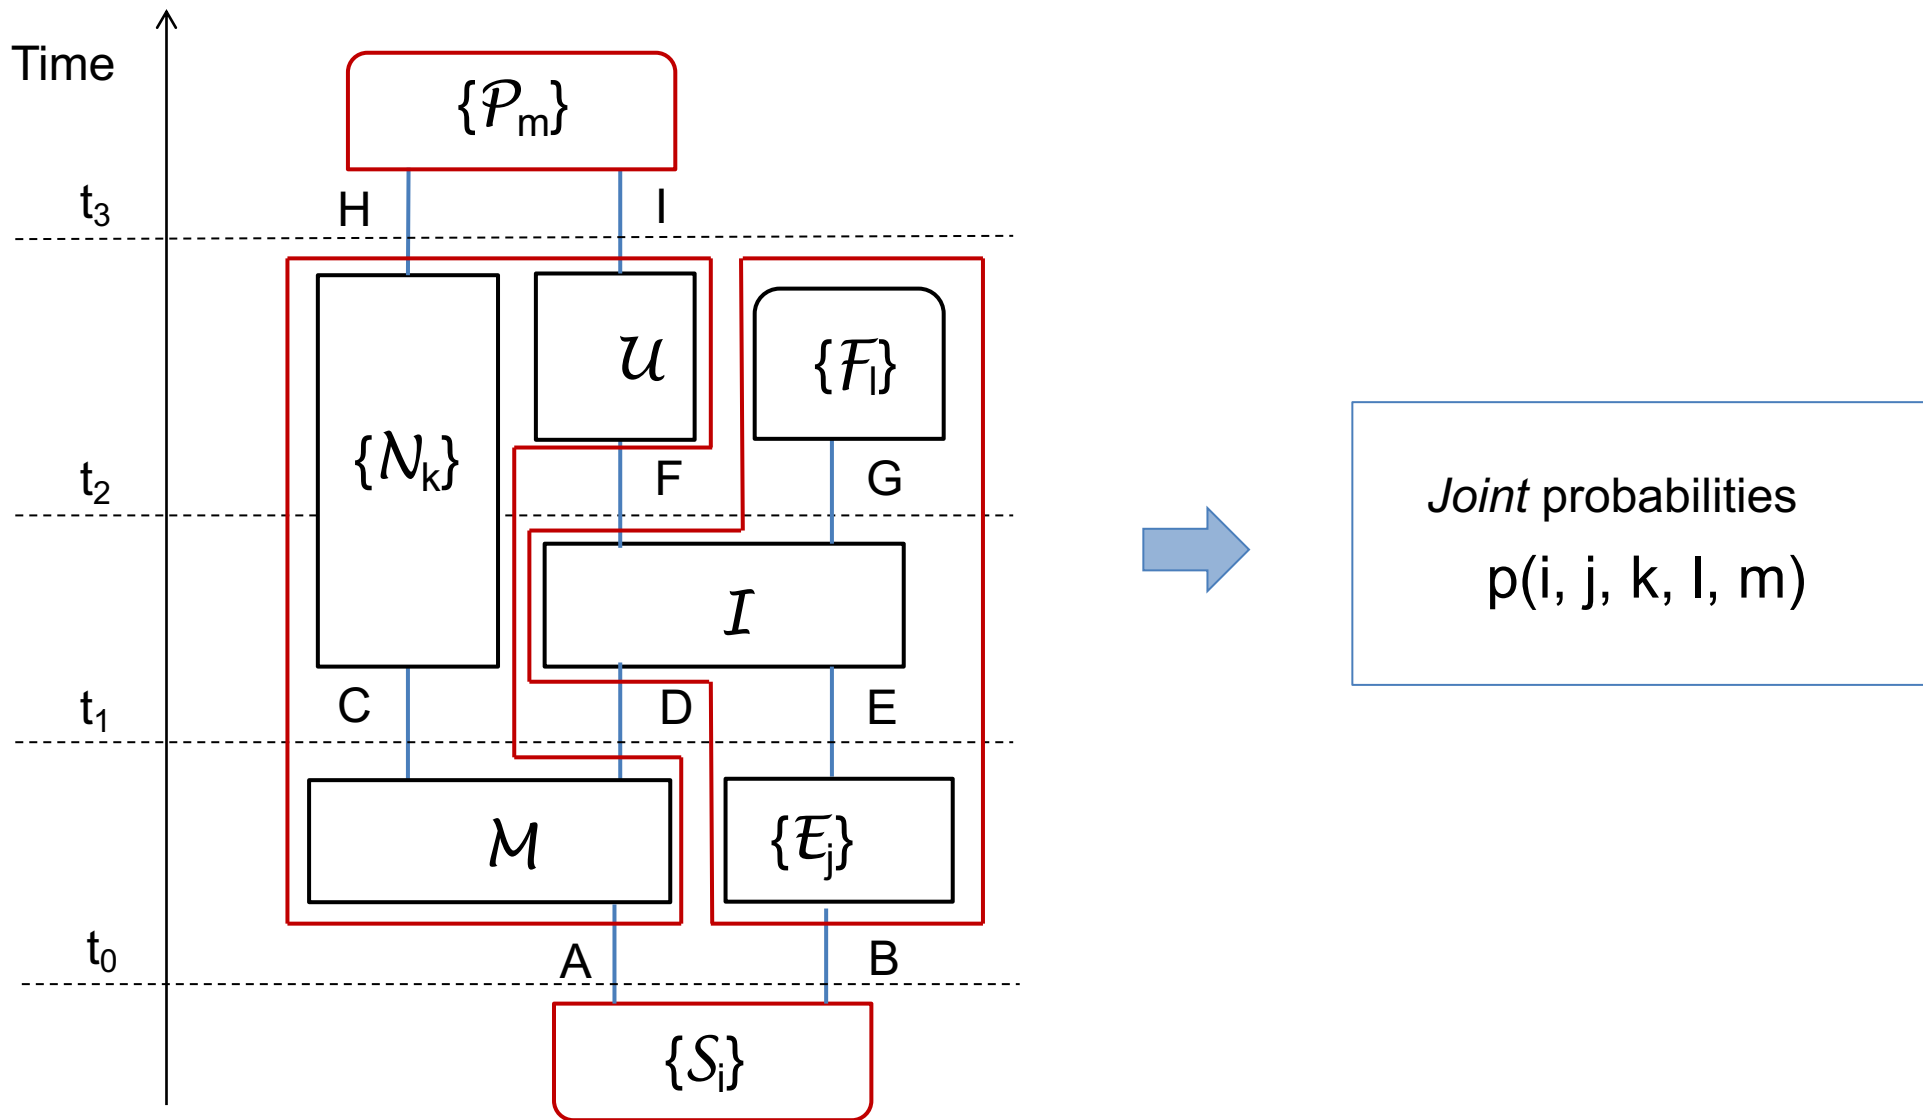 Time
{𝒫m}
t3
H
I
𝒰
{ℱl}
{𝒩k}
t2
F
G
ℐ
Joint probabilities
p(i, j, k, l, m)
t1
C
D
E
ℳ
{ℰj}
t0
A
B
{𝒮i}